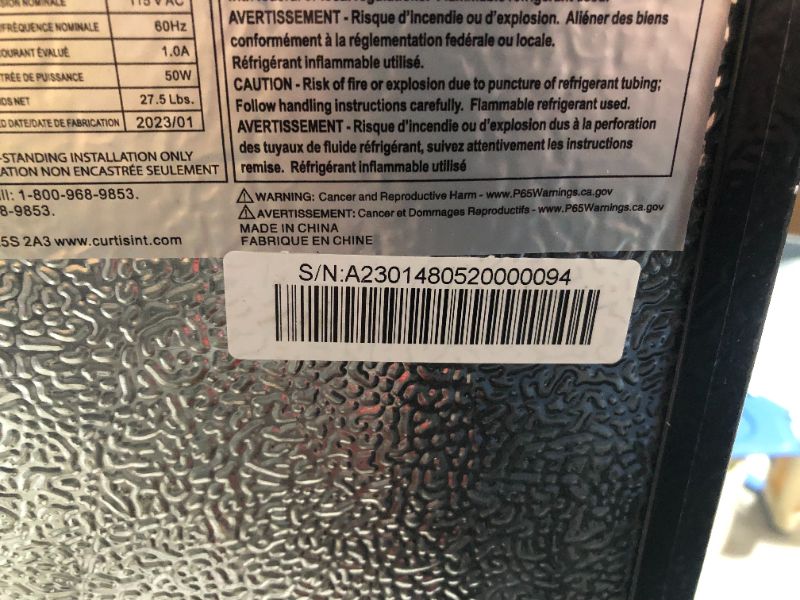 115 V AC
FRÉQUENCE NOMINALE 60Hz
COURANT ÉVALUÉ 1.0A
TRÉE DE PUISSANCE 50W
DS NET 27.5 Lbs.
D DATE/DATE DE FABRICATION 2023/01
-STANDING INSTALLATION ONLY
ATION NON ENCASTRÉE SEULEMENT
ll: 1-800-968-9853.
8-9853.
5S 2A3 www.curtisint.com
AVERTISSEMENT - Risque d'Incendie ou d'explosion. Aliéner des biens
conformément à la réglementation fedérale ou locale.
Réfrigérant inflammable utilisé.
CAUTION - Risk of fire or explosion due to puncture of refrigerant tubing;
Follow handling instructions carefully. Flammable refrigerant used.
AVERTISSEMENT - Risque d'incendie ou d'explosion dus à la perforation
des tuyaux de fluide réfrigérant, suivez attentivement les instructions
remise. Réfrigérant inflammable utilisé
WARNING: Cancer and Reproductive Harm - www.P65Warnings.ca.gov
AVERTISSEMENT: Cancer et Dommages Reproductifs - www.P65Warnings.ca.gov
MADE IN CHINA
FABRIQUE EN CHINE
S/N:A2301480520000094